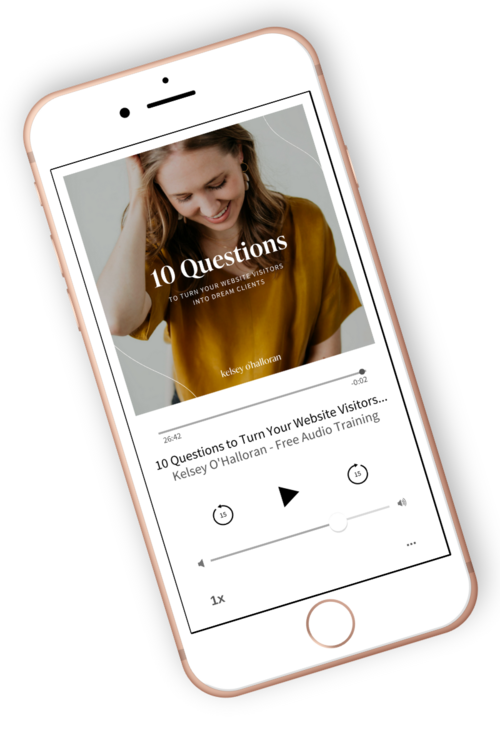 10 Questions
TO TURN YOUR WEBSITE VISITORS
INTO DREAM CLIENTS
kelsey o'halloran
26:42
-0:02
10 Questions to Turn Your Website Visitors...
Kelsey O'Halloran - Free Audio Training
15
15
1x